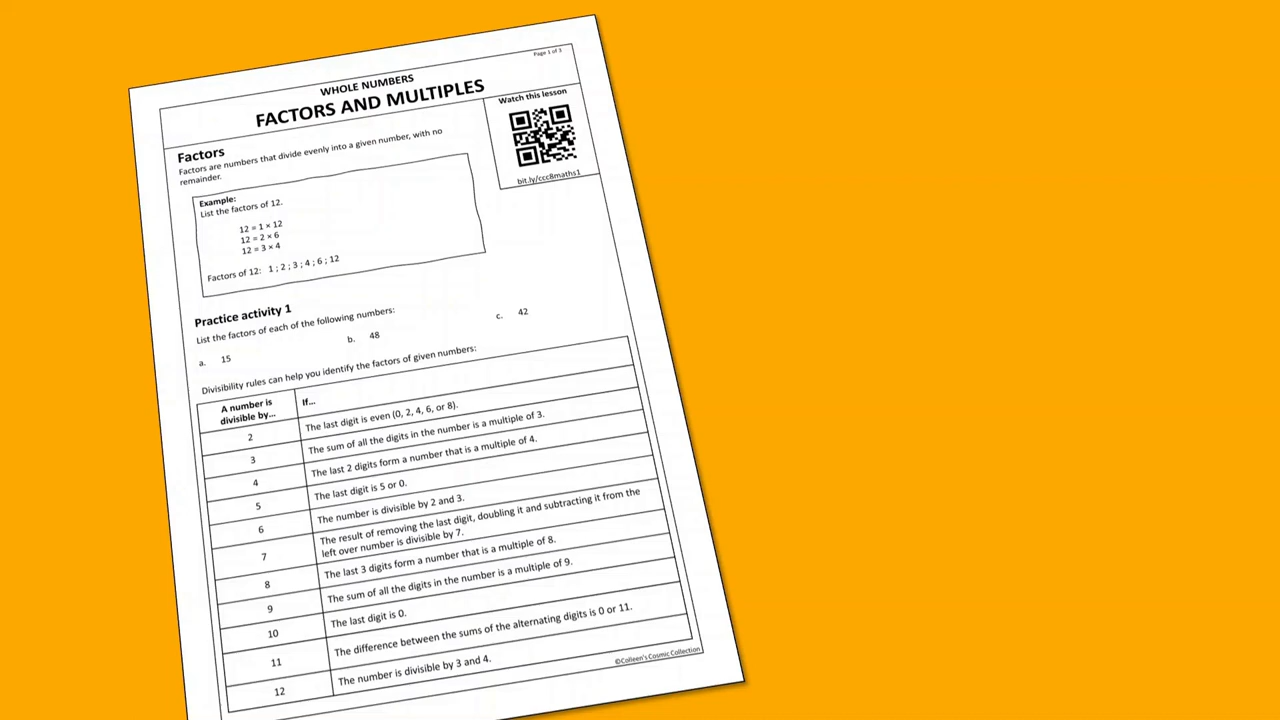 Page 1 of 3
WHOLE NUMBERS
FACTORS AND MULTIPLES
Watch this lesson
bit.ly/ccc8maths1
Factors
Factors are numbers that divide evenly into a given number, with no
remainder.
Example:
List the factors of 12.
12 = 1 × 12
12 = 2 × 6
12 = 3 × 4
Factors of 12: 1 ; 2 ; 3 ; 4 ; 6 ; 12
Practice activity 1
List the factors of each of the following numbers:
a. 15 b. 48 c. 42
Divisibility rules can help you identify the factors of given numbers:
A number is
divisible by...
If...
2 The last digit is even (0, 2, 4, 6, or 8).
3 The sum of all the digits in the number is a multiple of 3.
4 The last 2 digits form a number that is a multiple of 4.
5 The last digit is 5 or 0.
6 The number is divisible by 2 and 3.
7 The result of removing the last digit, doubling it and subtracting it from the
left over number is divisible by 7.
8 The last 3 digits form a number that is a multiple of 8.
9 The sum of all the digits in the number is a multiple of 9.
10 The last digit is 0.
11 The difference between the sums of the alternating digits is 0 or 11.
12 The number is divisible by 3 and 4.
©Colleen's Cosmic Collection